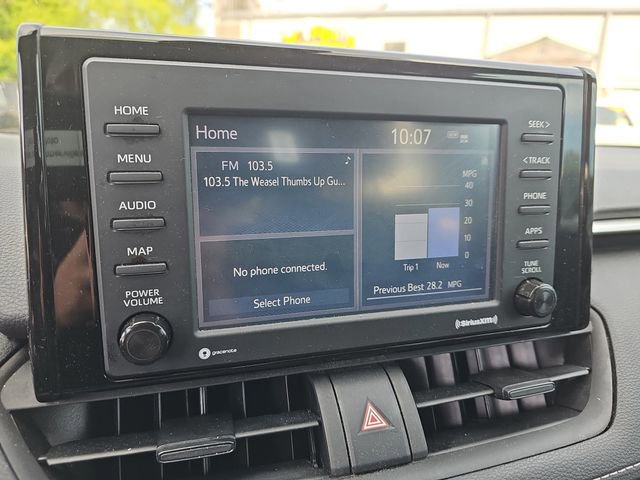 HOME
MENU
AUDIO
MAP
POWER
VOLUME
Home
10:07
FM 103.5
103.5 The Weasel Thumbs Up Gu...
No phone connected.
Select Phone
MPG
40
30
20
10
0
Trip 1
Now
Previous Best 28.2 MPG
SEEK >
< TRACK
PHONE
APPS
TUNE
SCROLL
gracenote
SiriusXM